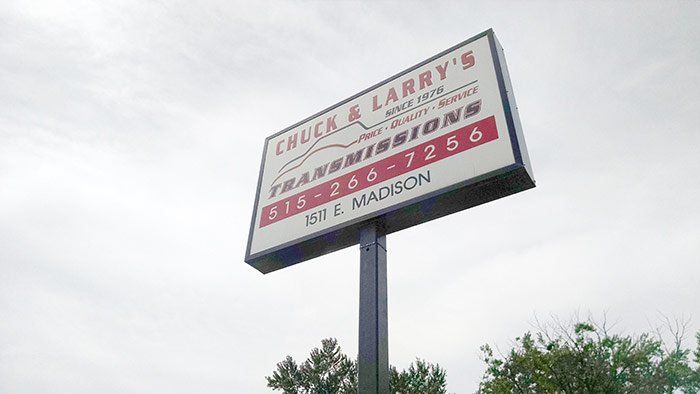 CHUCK & LARRY'S
SINCE 1976
PRICE · QUALITY · SERVICE
TRANSMISSIONS
515-266-7256
1511 E. MADISON